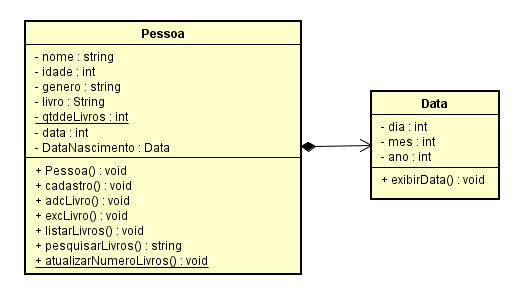 Pessoa
- nome : string
- idade : int
- genero : string
- livro : String
- qtddeLivros : int
- data : int
- DataNascimento : Data
+ Pessoa() : void
+ cadastro() : void
+ adcLivro() : void
+ excLivro() : void
+ listarLivros() : void
+ pesquisarLivros() : string
+ atualizarNumeroLivros() : void
Data
- dia : int
- mes : int
- ano : int
+ exibirData() : void